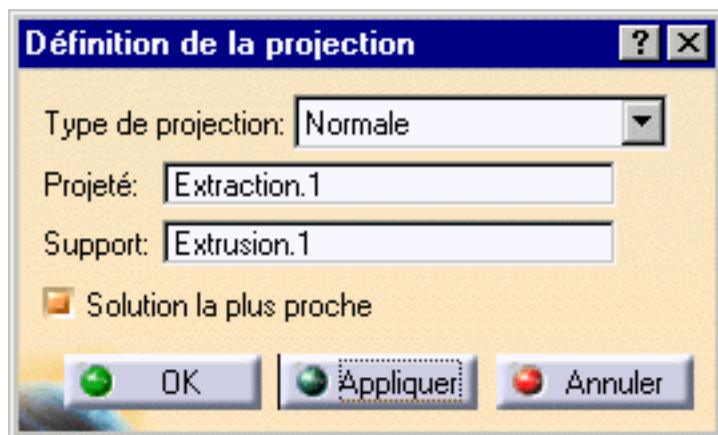 Définition de la projection ?
Type de projection: Normale
Projeté: Extraction.1
Support: Extrusion.1
Solution la plus proche
OK Appliquer Annuler